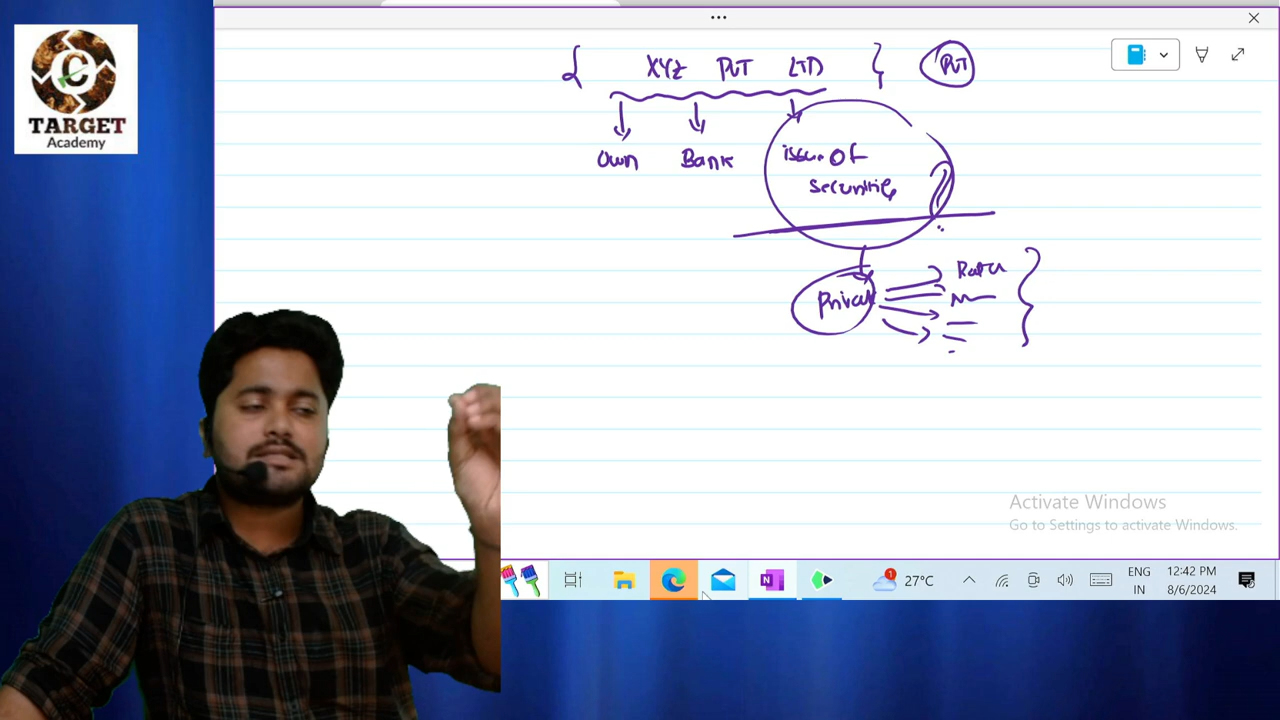 TARGET
Academy
{ XYZ PVT LTD } PVT
Own Bank issue of
securities
Private
Activate Windows
Go to Settings to activate Windows.
1
27°C
ENG
IN
12:42 PM
8/6/2024